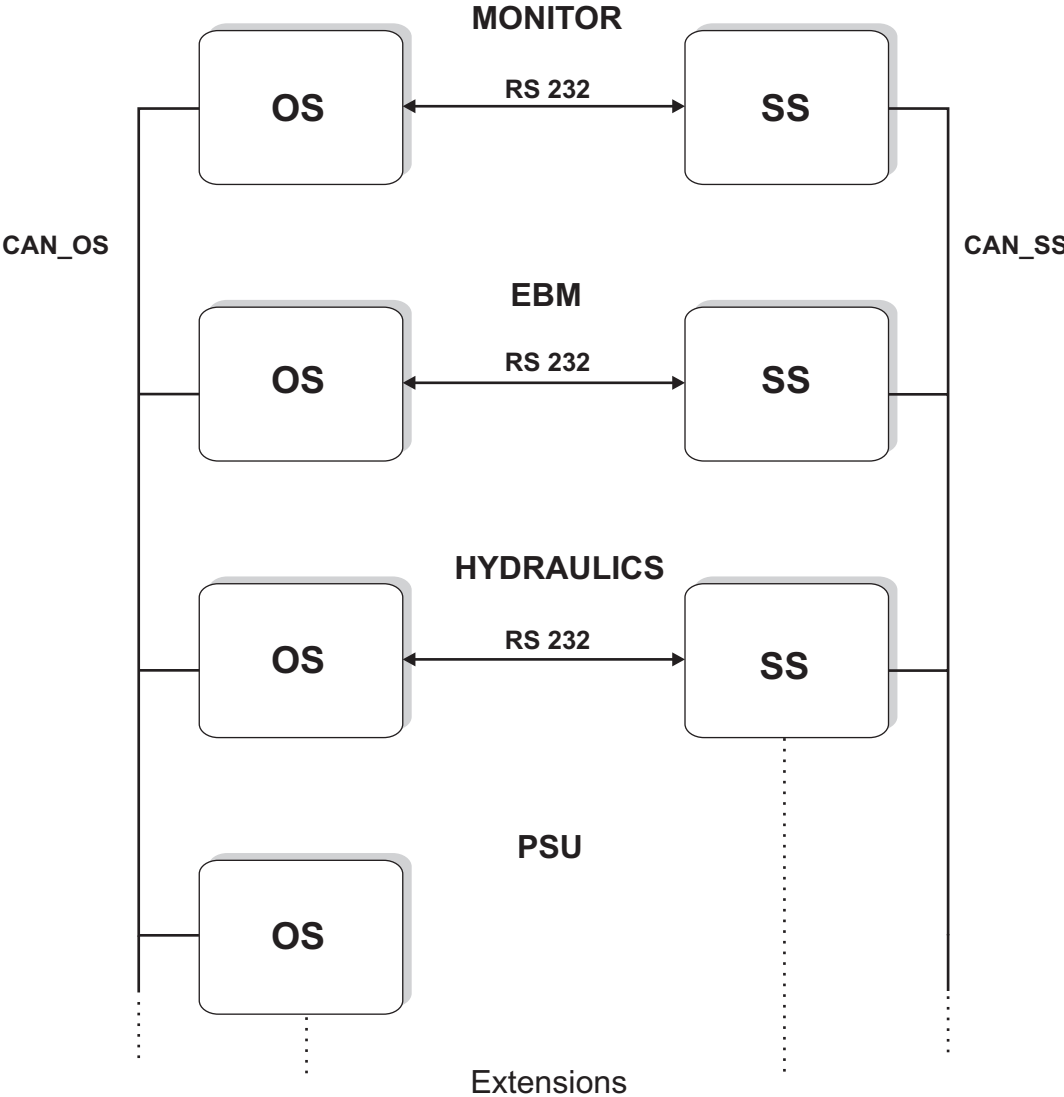 MONITOR
OS
RS 232
SS
CAN_OS
CAN_SS
EBM
OS
RS 232
SS
HYDRAULICS
OS
RS 232
SS
PSU
OS
Extensions